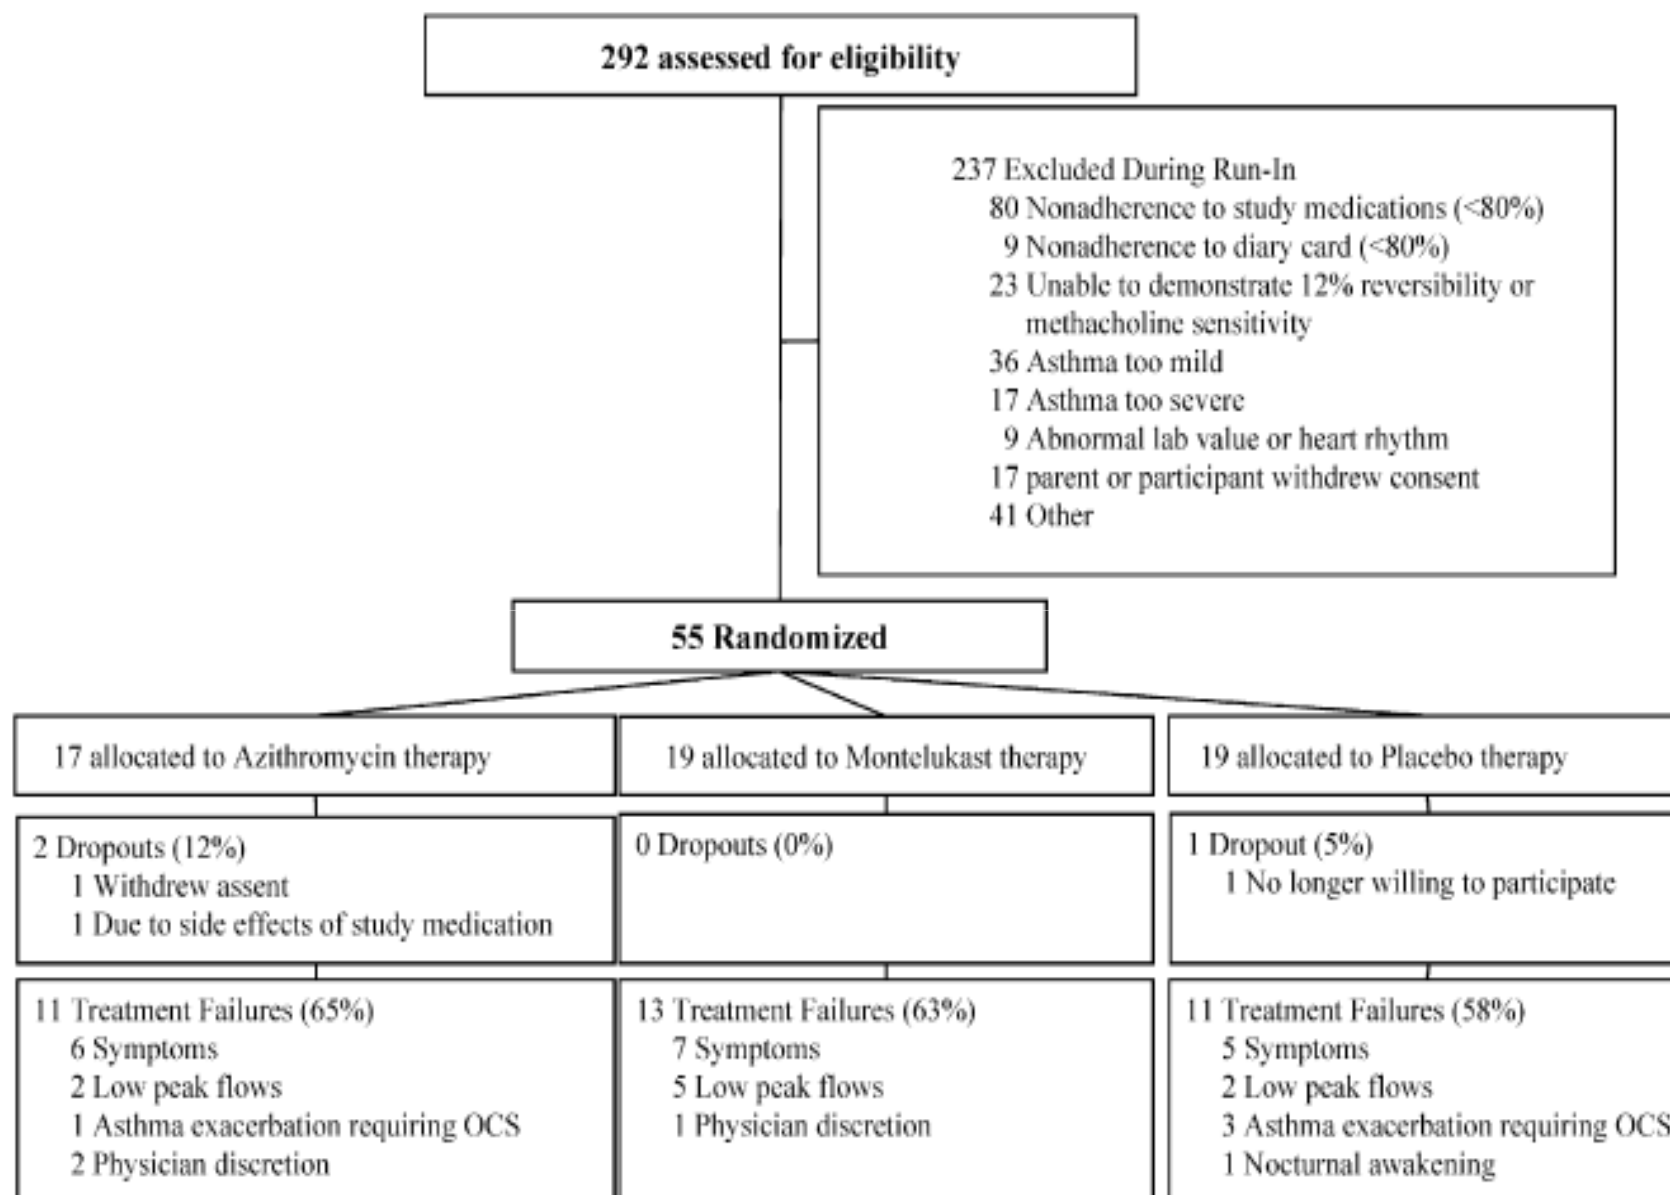 292 assessed for eligibility
237 Excluded During Run-In
80 Nonadherence to study medications (<80%)
9 Nonadherence to diary card (<80%)
23 Unable to demonstrate 12% reversibility or
methacholine sensitivity
36 Asthma too mild
17 Asthma too severe
9 Abnormal lab value or heart rhythm
17 parent or participant withdrew consent
41 Other
55 Randomized
17 allocated to Azithromycin therapy
2 Dropouts (12%)
1 Withdrew assent
1 Due to side effects of study medication
11 Treatment Failures (65%)
6 Symptoms
2 Low peak flows
1 Asthma exacerbation requiring OCS
2 Physician discretion
19 allocated to Montelukast therapy
0 Dropouts (0%)
13 Treatment Failures (63%)
7 Symptoms
5 Low peak flows
1 Physician discretion
19 allocated to Placebo therapy
1 Dropout (5%)
1 No longer willing to participate
11 Treatment Failures (58%)
5 Symptoms
2 Low peak flows
3 Asthma exacerbation requiring OCS
1 Nocturnal awakening